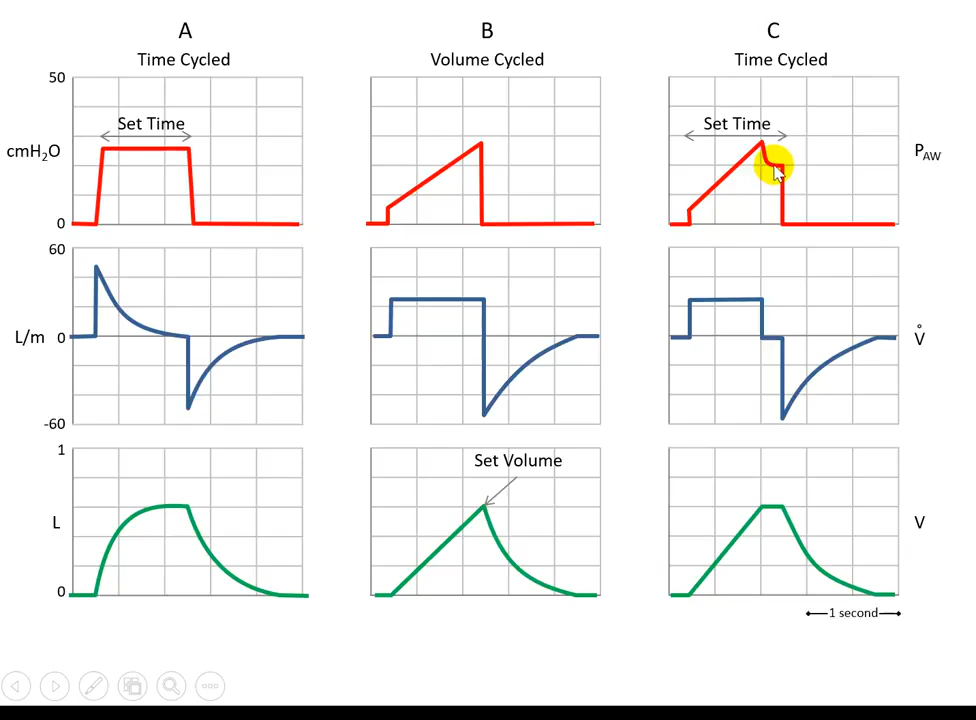 A
B
C
Time Cycled
Volume Cycled
Time Cycled
50
Set Time
Set Time
cmH₂O
P_AW
0
60
L/m
0
V̊
-60
1
Set Volume
L
V
0
1 second